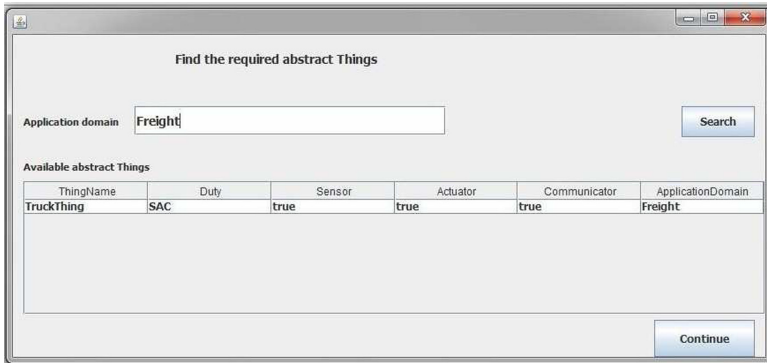 Find the required abstract Things
Application domain Freight Search
Available abstract Things
ThingName Duty Sensor Actuator Communicator ApplicationDomain
TruckThing SAC true true true Freight
Continue